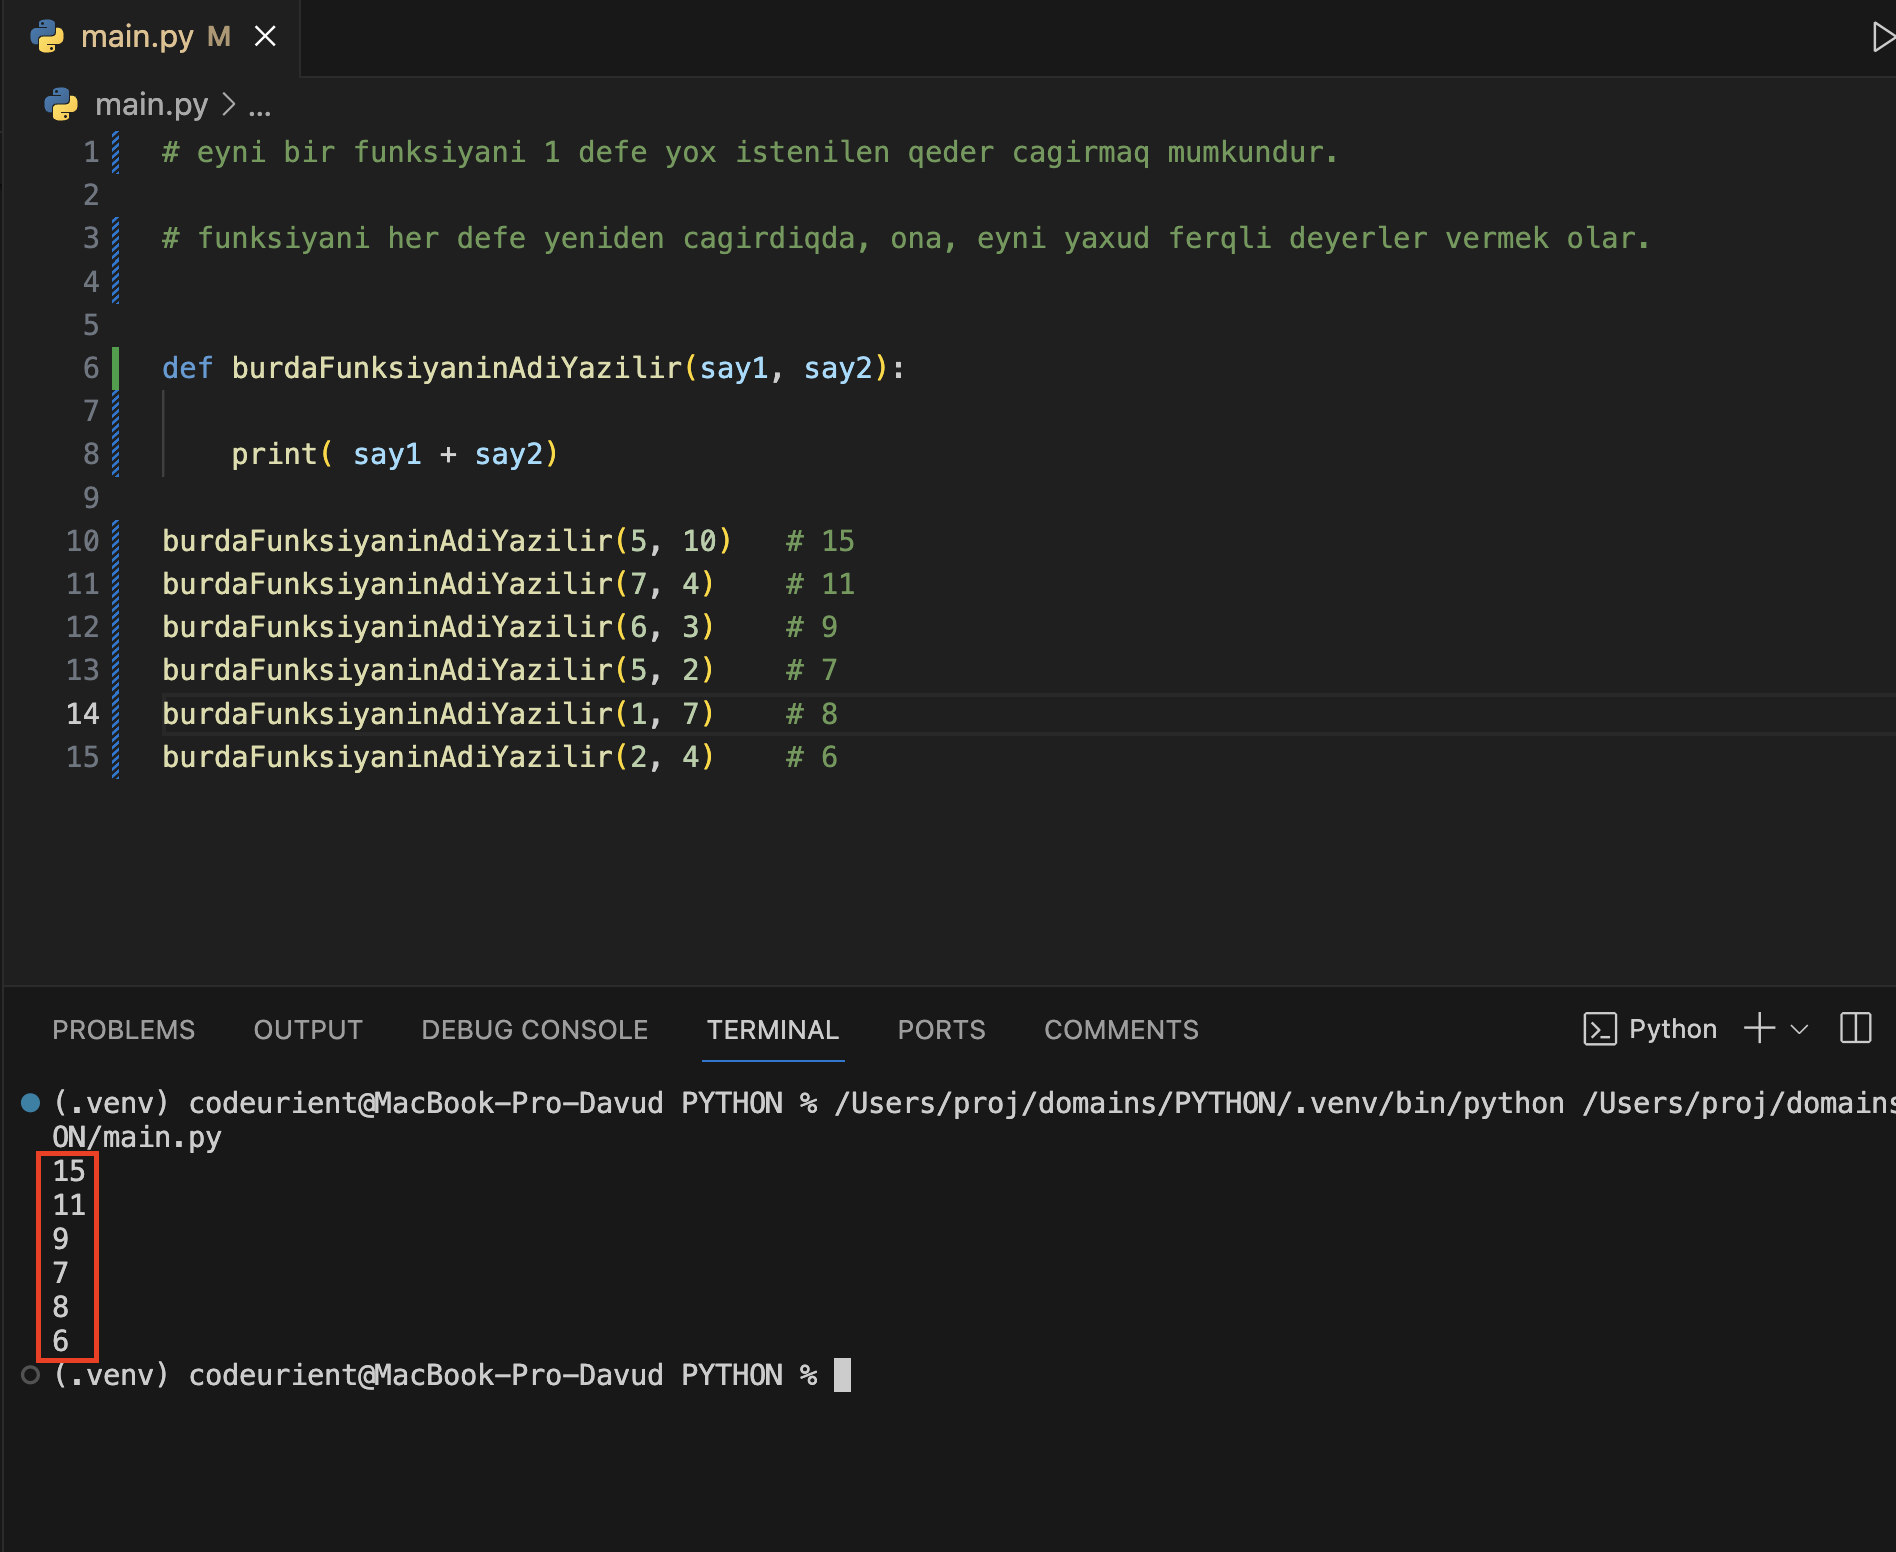 main.py M
main.py > ...
1 # eyni bir funksiyani 1 defe yox istenilen qeder cagirmaq mumkundur.
2
3 # funksiyani her defe yeniden cagirdiqda, ona, eyni yaxud ferqli deyerler vermek olar.
4
5
6 def burdaFunksiyaninAdiYazilir(say1, say2):
7
8     print( say1 + say2)
9
10 burdaFunksiyaninAdiYazilir(5, 10)   # 15
11 burdaFunksiyaninAdiYazilir(7, 4)    # 11
12 burdaFunksiyaninAdiYazilir(6, 3)    # 9
13 burdaFunksiyaninAdiYazilir(5, 2)    # 7
14 burdaFunksiyaninAdiYazilir(1, 7)    # 8
15 burdaFunksiyaninAdiYazilir(2, 4)    # 6
PROBLEMS OUTPUT DEBUG CONSOLE TERMINAL PORTS COMMENTS Python
(.venv) codeurient@MacBook-Pro-Davud PYTHON % /Users/proj/domains/PYTHON/.venv/bin/python /Users/proj/domains
ON/main.py
15
11
9
7
8
6
(.venv) codeurient@MacBook-Pro-Davud PYTHON %